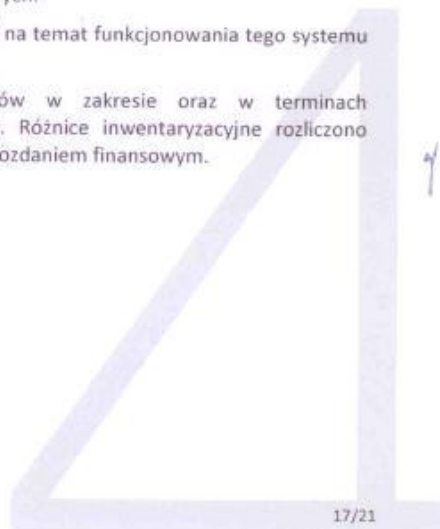 na temat funkcjonowania tego systemu
ów w zakresie oraz w terminach
. Różnice inwentaryzacyjne rozliczono
ozdaniem finansowym.
17/21